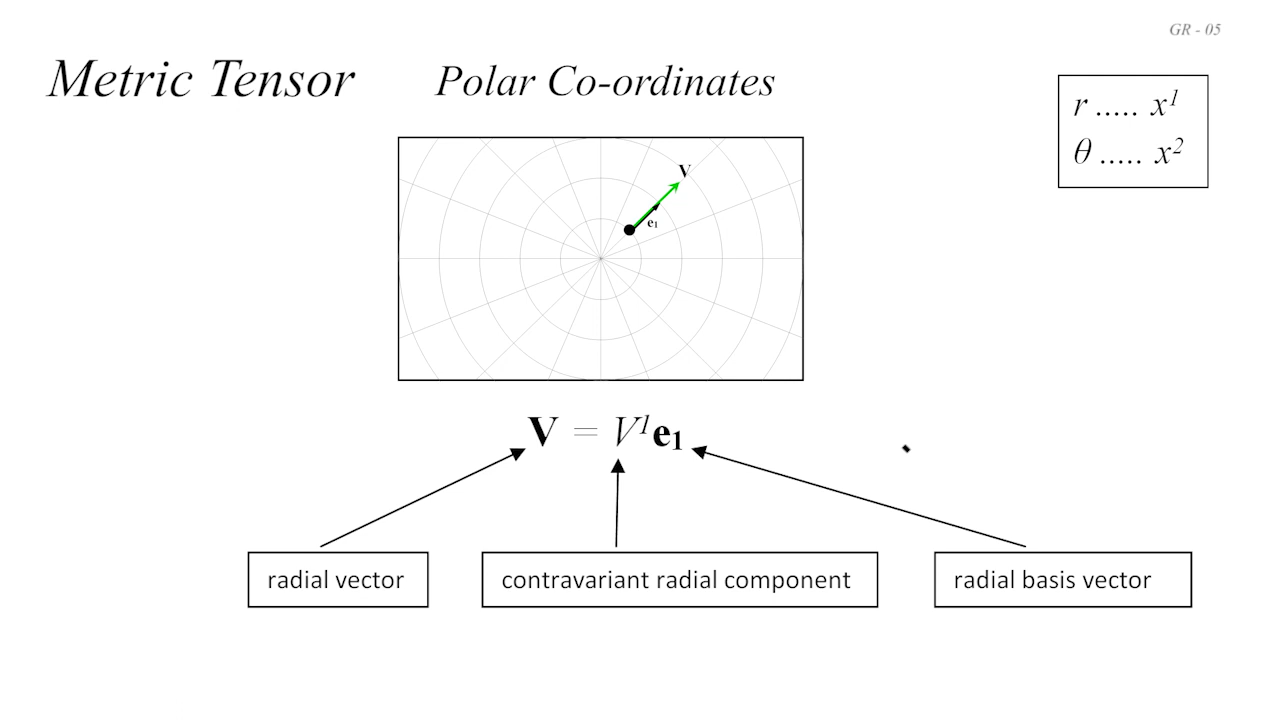 GR - 05
Metric Tensor Polar Co-ordinates
r ..... x¹
θ ..... x²
V
e₁
V = V¹e₁
radial vector
contravariant radial component
radial basis vector